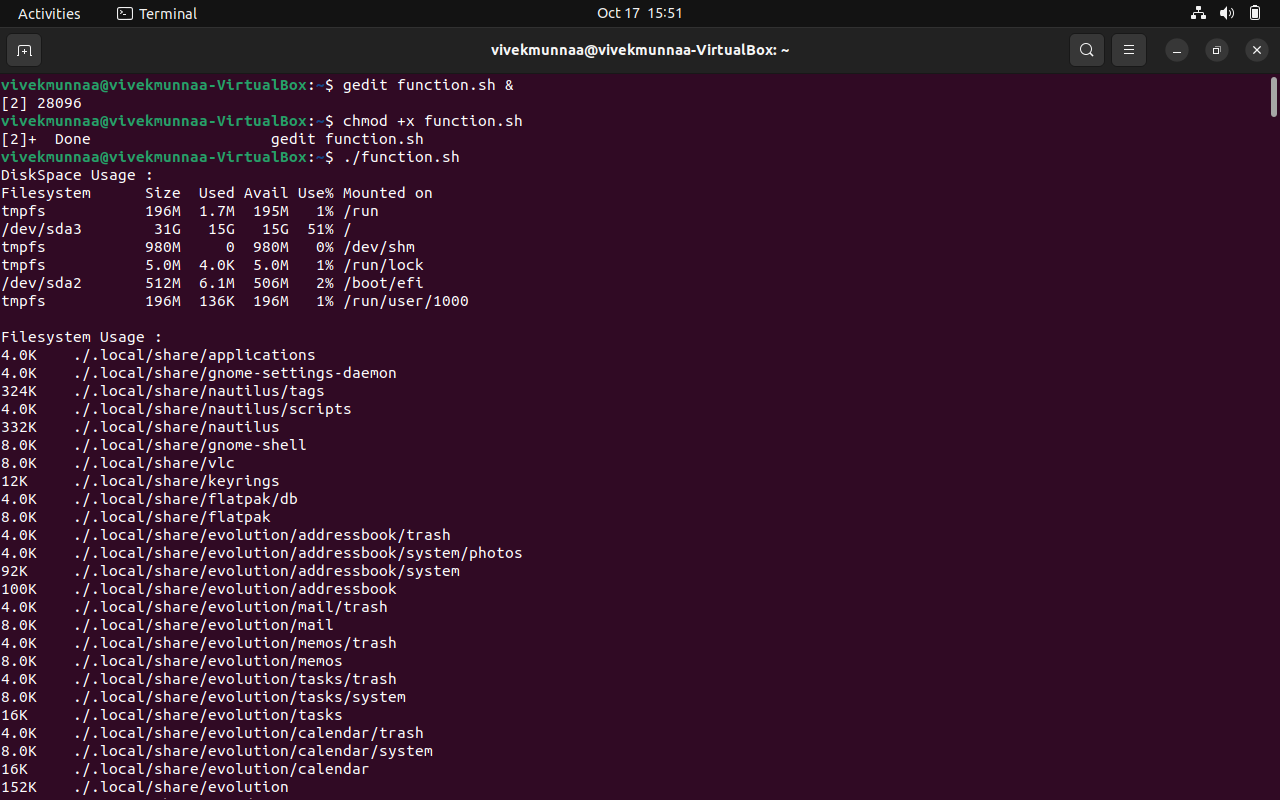 Activities Terminal Oct 17 15:51
vivekmunnaa@vivekmunnaa-VirtualBox: ~
vivekmunnaa@vivekmunnaa-VirtualBox:~$ gedit function.sh &
[2] 28096
vivekmunnaa@vivekmunnaa-VirtualBox:~$ chmod +x function.sh
[2]+  Done                    gedit function.sh
vivekmunnaa@vivekmunnaa-VirtualBox:~$ ./function.sh
DiskSpace Usage :
Filesystem      Size  Used Avail Use% Mounted on
tmpfs           196M  1.7M  195M   1% /run
/dev/sda3        31G   15G   15G  51% /
tmpfs           980M     0  980M   0% /dev/shm
tmpfs           5.0M  4.0K  5.0M   1% /run/lock
/dev/sda2       512M  6.1M  506M   2% /boot/efi
tmpfs           196M  136K  196M   1% /run/user/1000
Filesystem Usage :
4.0K    ./.local/share/applications
4.0K    ./.local/share/gnome-settings-daemon
324K    ./.local/share/nautilus/tags
4.0K    ./.local/share/nautilus/scripts
332K    ./.local/share/nautilus
8.0K    ./.local/share/gnome-shell
8.0K    ./.local/share/vlc
12K     ./.local/share/keyrings
4.0K    ./.local/share/flatpak/db
8.0K    ./.local/share/flatpak
4.0K    ./.local/share/evolution/addressbook/trash
4.0K    ./.local/share/evolution/addressbook/system/photos
92K     ./.local/share/evolution/addressbook/system
100K    ./.local/share/evolution/addressbook
4.0K    ./.local/share/evolution/mail/trash
8.0K    ./.local/share/evolution/mail
4.0K    ./.local/share/evolution/memos/trash
8.0K    ./.local/share/evolution/memos
4.0K    ./.local/share/evolution/tasks/trash
8.0K    ./.local/share/evolution/tasks/system
16K     ./.local/share/evolution/tasks
4.0K    ./.local/share/evolution/calendar/trash
8.0K    ./.local/share/evolution/calendar/system
16K     ./.local/share/evolution/calendar
152K    ./.local/share/evolution